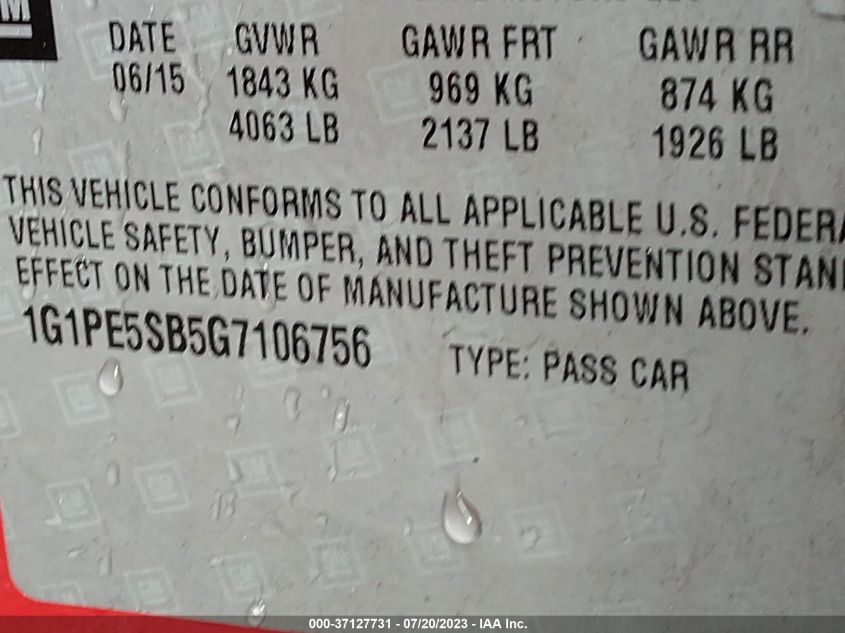 GM
DATE GVWR GAWR FRT GAWR RR
06/15 1843 KG 969 KG 874 KG
4063 LB 2137 LB 1926 LB
THIS VEHICLE CONFORMS TO ALL APPLICABLE U.S. FEDERA
VEHICLE SAFETY, BUMPER, AND THEFT PREVENTION STAN
EFFECT ON THE DATE OF MANUFACTURE SHOWN ABOVE.
1G1PE5SB5G7106756 TYPE: PASS CAR
000-37127731 - 07/20/2023 - IAA Inc.